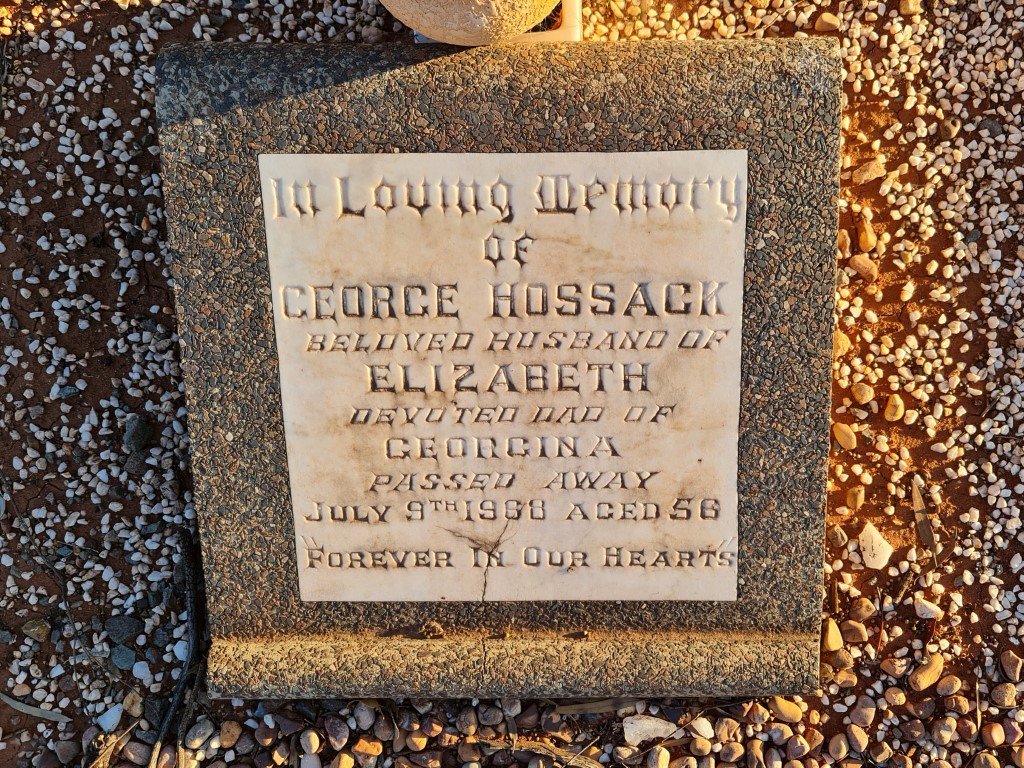 In Loving Memory
OF
GEORGE HOSSACK
BELOVED HUSBAND OF
ELIZABETH
DEVOTED DAD OF
GEORGINA
PASSED AWAY
JULY 9TH 1968 AGED 56
"FOREVER IN OUR HEARTS"